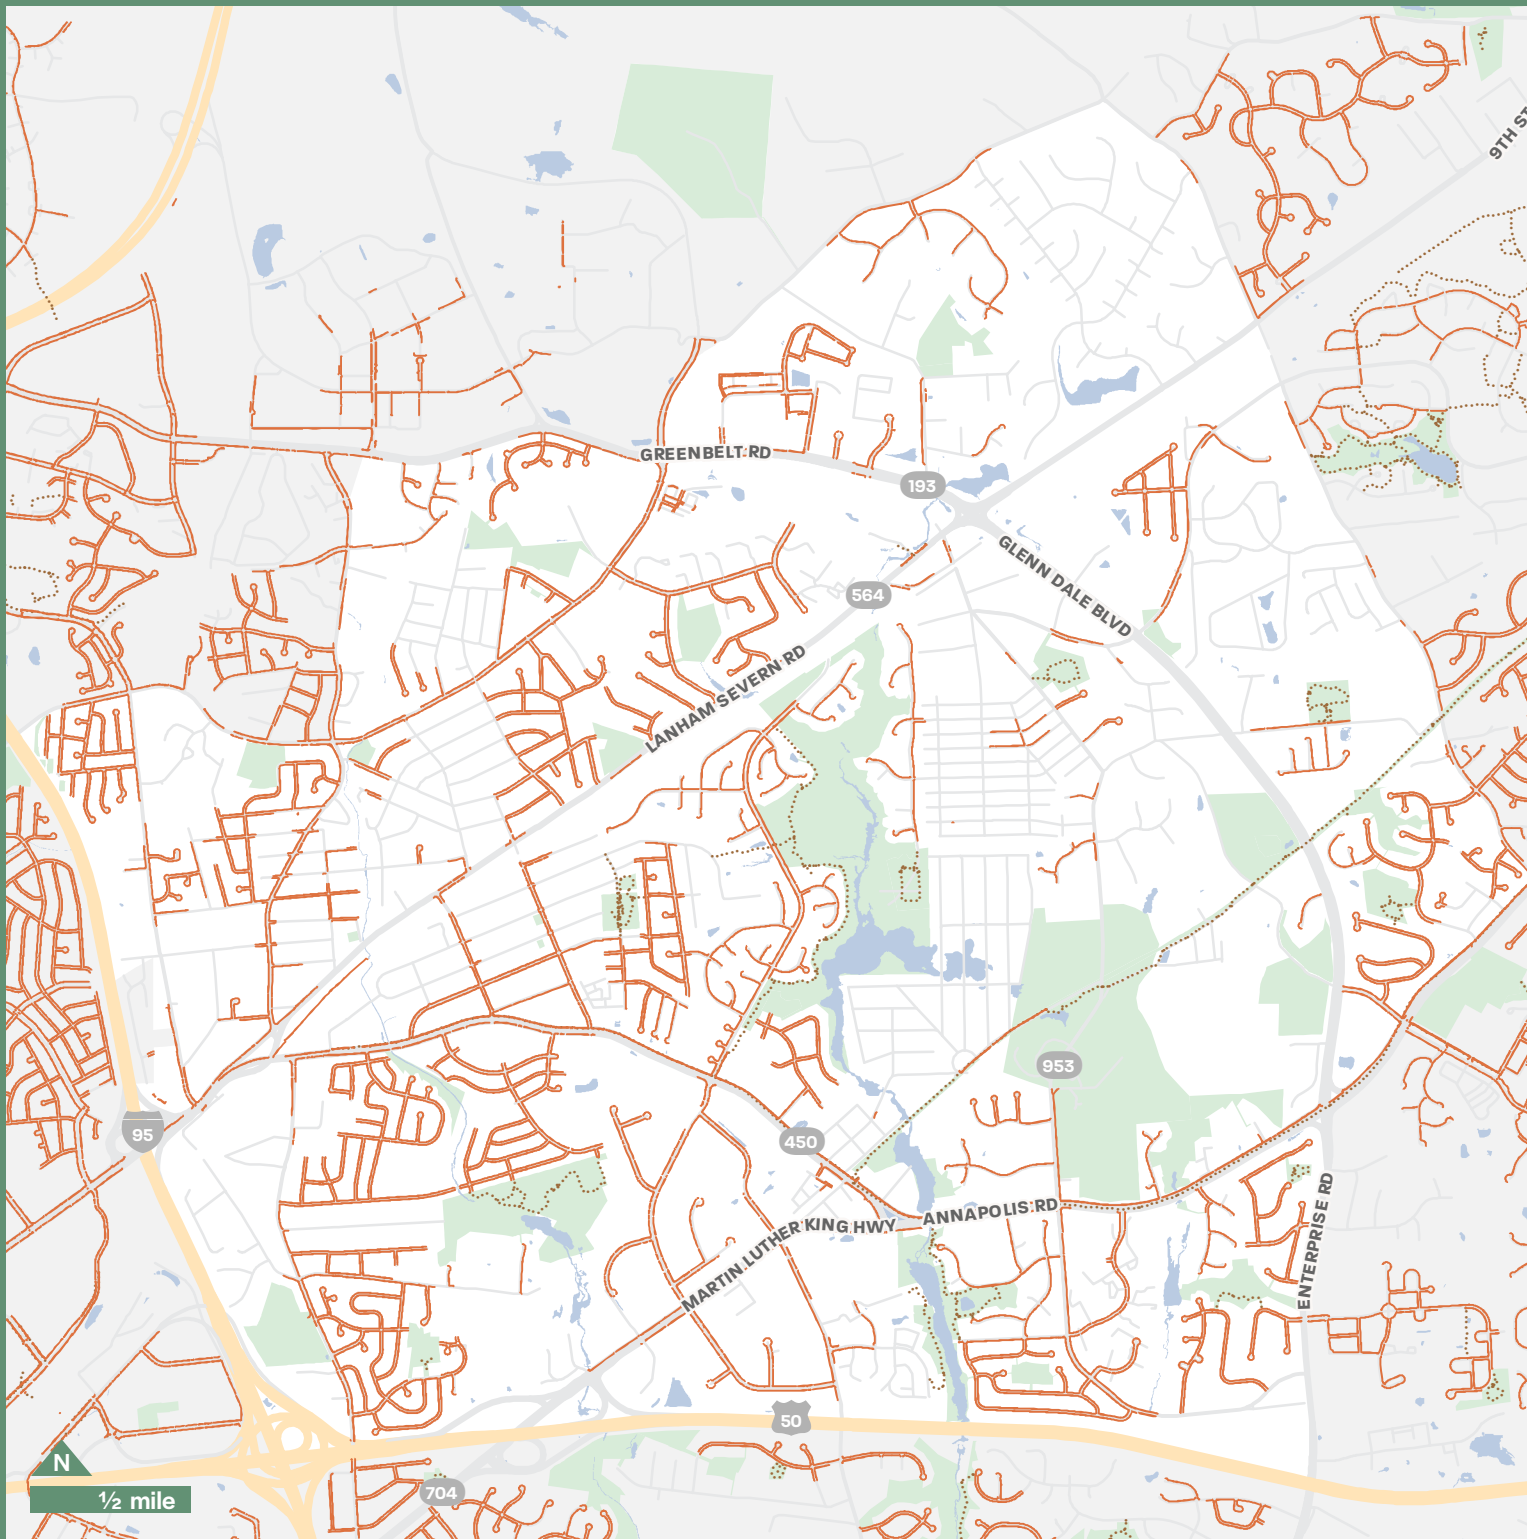 9TH ST
GREENBELT RD
193
GLENN DALE BLVD
564
LANHAM SEVERN RD
953
95
450
ANNAPOLIS RD
MARTIN LUTHER KING HWY
ENTERPRISE RD
50
N
½ mile
704